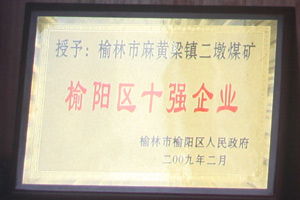 授予：榆林市麻黄梁镇二墩煤矿
榆阳区十强企业
榆林市榆阳区人民政府
二00九年二月